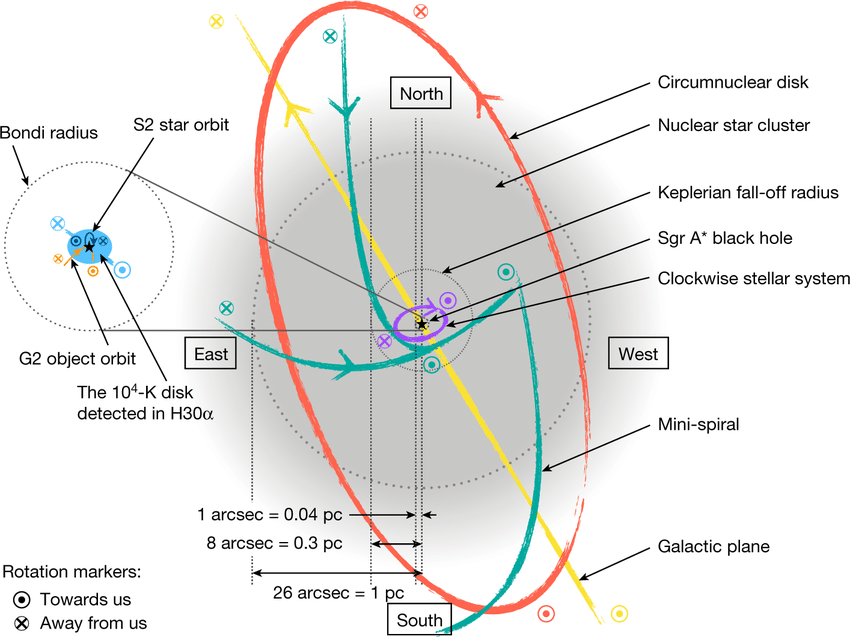 North
Circumnuclear disk
Nuclear star cluster
S2 star orbit
Bondi radius
Keplerian fall-off radius
Sgr A* black hole
Clockwise stellar system
East
West
G2 object orbit
The 10⁴-K disk
detected in H30α
Mini-spiral
1 arcsec = 0.04 pc
8 arcsec = 0.3 pc
Galactic plane
26 arcsec = 1 pc
Rotation markers:
Towards us
Away from us
South